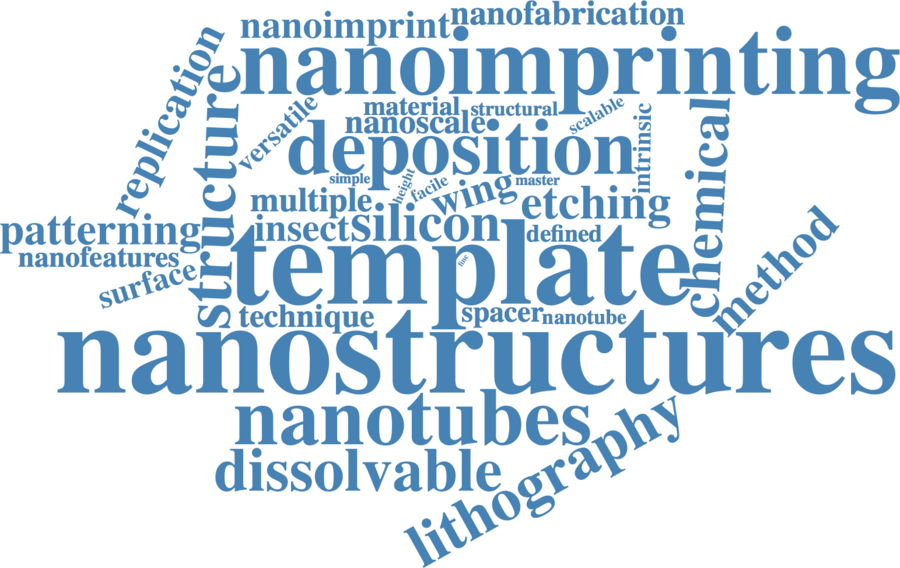 nanofabrication
nanoimprint
nanoimprinting
replication
structure
versatile
material
structural
scalable
nanoscale
deposition
intrinsic
chemical
simple
height
facile
wing
master
multiple
etching
patterning
insect
silicon
defined
nanofeatures
template
fine
surface
method
technique
spacer
nanotube
nanostructures
nanotubes
lithography
dissolvable